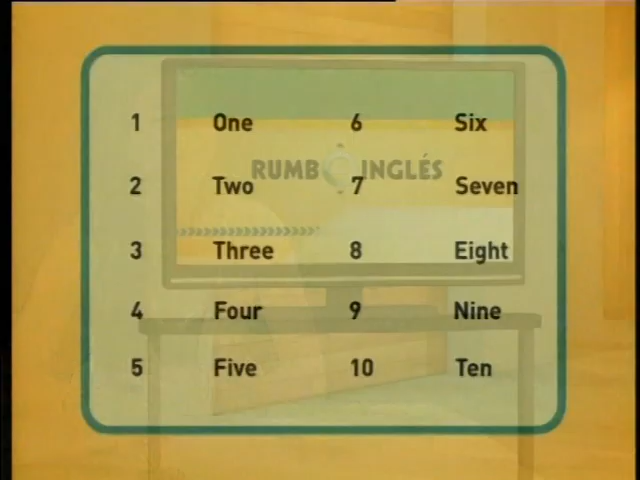 1 One 6 Six
RUMB INGLÉS
2 Two 7 Seven
3 Three 8 Eight
4 Four 9 Nine
5 Five 10 Ten